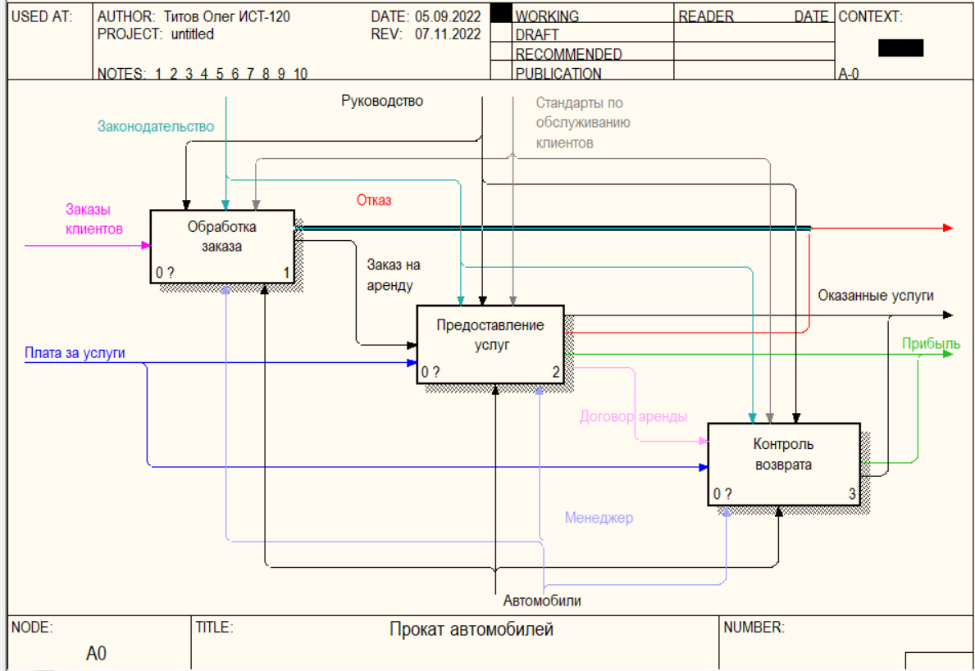 USED AT:
AUTHOR: Титов Олег ИСТ-120
DATE: 05.09.2022
PROJECT: untitled
REV: 07.11.2022
NOTES: 1 2 3 4 5 6 7 8 9 10
WORKING
DRAFT
RECOMMENDED
PUBLICATION
READER
DATE
CONTEXT:
A-0
Руководство
Стандарты по
обслуживанию
клиентов
Законодательство
Отказ
Заказы
клиентов
Обработка
заказа
0 ?
1
Заказ на
аренду
Оказанные услуги
Предоставление
услуг
0 ?
2
Прибыль
Плата за услуги
Договор аренды
Контроль
возврата
0 ?
3
Менеджер
Автомобили
NODE:
A0
TITLE:
Прокат автомобилей
NUMBER: